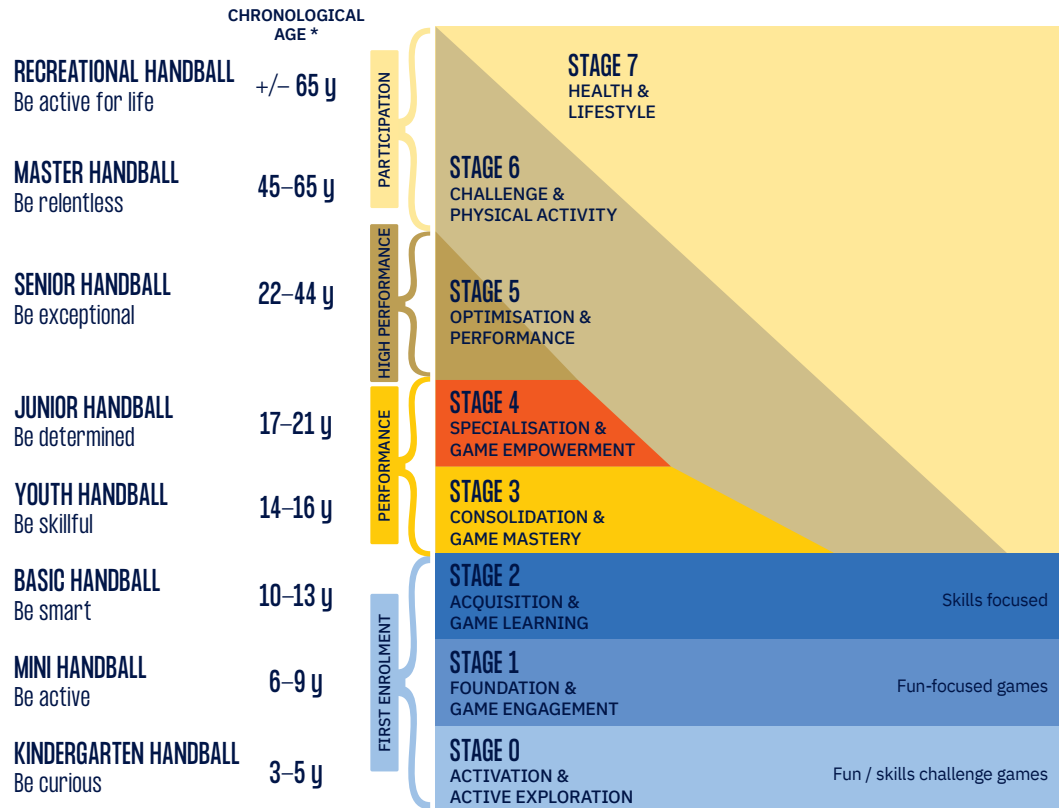 CHRONOLOGICAL
AGE *
RECREATIONAL HANDBALL
Be active for life
+/– 65 y
PARTICIPATION
STAGE 7
HEALTH &
LIFESTYLE
MASTER HANDBALL
Be relentless
45–65 y
STAGE 6
CHALLENGE &
PHYSICAL ACTIVITY
SENIOR HANDBALL
Be exceptional
22–44 y
HIGH PERFORMANCE
STAGE 5
OPTIMISATION &
PERFORMANCE
JUNIOR HANDBALL
Be determined
17–21 y
PERFORMANCE
STAGE 4
SPECIALISATION &
GAME EMPOWERMENT
YOUTH HANDBALL
Be skillful
14–16 y
STAGE 3
CONSOLIDATION &
GAME MASTERY
BASIC HANDBALL
Be smart
10–13 y
FIRST ENROLMENT
STAGE 2
ACQUISITION &
GAME LEARNING
Skills focused
MINI HANDBALL
Be active
6–9 y
STAGE 1
FOUNDATION &
GAME ENGAGEMENT
Fun-focused games
KINDERGARTEN HANDBALL
Be curious
3–5 y
STAGE 0
ACTIVATION &
ACTIVE EXPLORATION
Fun / skills challenge games